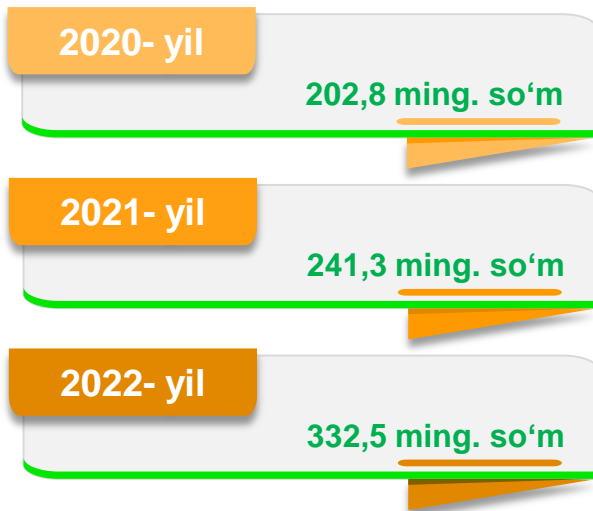 2020- yil
202,8 ming. so‘m
2021- yil
241,3 ming. so‘m
2022- yil
332,5 ming. so‘m